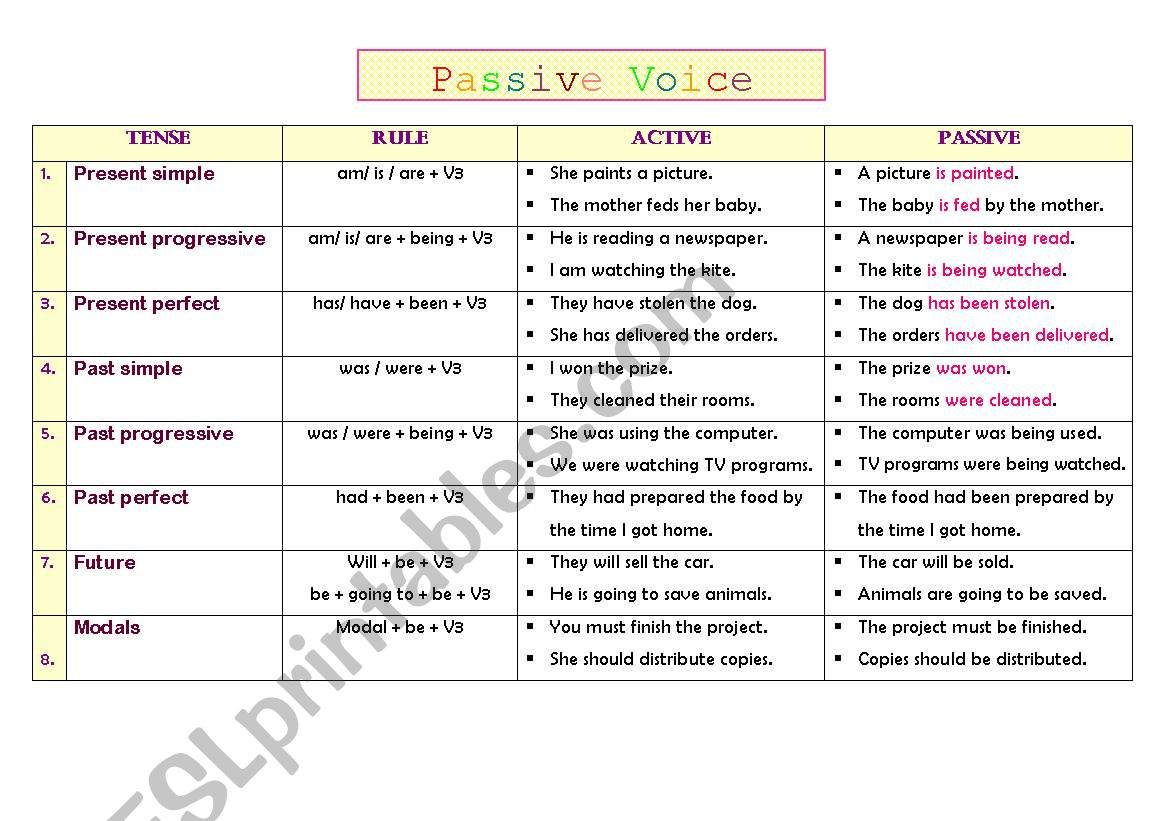 Passive Voice
TENSE RULE ACTIVE PASSIVE
1. Present simple am/ is / are + V3 ▪ She paints a picture. ▪ A picture is painted.
▪ The mother feds her baby. ▪ The baby is fed by the mother.
2. Present progressive am/ is/ are + being + V3 ▪ He is reading a newspaper. ▪ A newspaper is being read.
▪ I am watching the kite. ▪ The kite is being watched.
3. Present perfect has/ have + been + V3 ▪ They have stolen the dog. ▪ The dog has been stolen.
▪ She has delivered the orders. ▪ The orders have been delivered.
4. Past simple was / were + V3 ▪ I won the prize. ▪ The prize was won.
▪ They cleaned their rooms. ▪ The rooms were cleaned.
5. Past progressive was / were + being + V3 ▪ She was using the computer. ▪ The computer was being used.
▪ We were watching TV programs. ▪ TV programs were being watched.
6. Past perfect had + been + V3 ▪ They had prepared the food by ▪ The food had been prepared by
the time I got home. the time I got home.
7. Future Will + be + V3 ▪ They will sell the car. ▪ The car will be sold.
be + going to + be + V3 ▪ He is going to save animals. ▪ Animals are going to be saved.
Modals Modal + be + V3 ▪ You must finish the project. ▪ The project must be finished.
8. ▪ She should distribute copies. ▪ Copies should be distributed.
ESLprintables.com